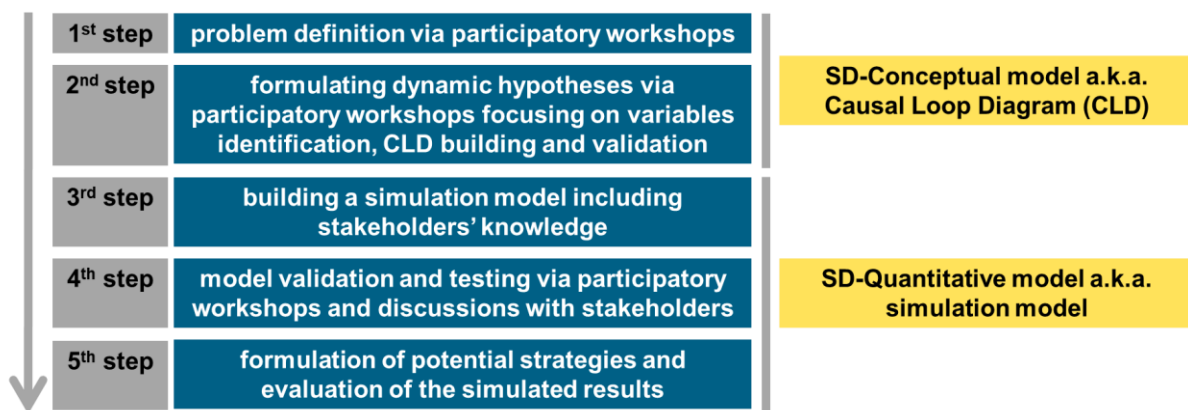 1st step
problem definition via participatory workshops
2nd step
formulating dynamic hypotheses via
participatory workshops focusing on variables
identification, CLD building and validation
SD-Conceptual model a.k.a.
Causal Loop Diagram (CLD)
3rd step
building a simulation model including
stakeholders’ knowledge
4th step
model validation and testing via participatory
workshops and discussions with stakeholders
SD-Quantitative model a.k.a.
simulation model
5th step
formulation of potential strategies and
evaluation of the simulated results